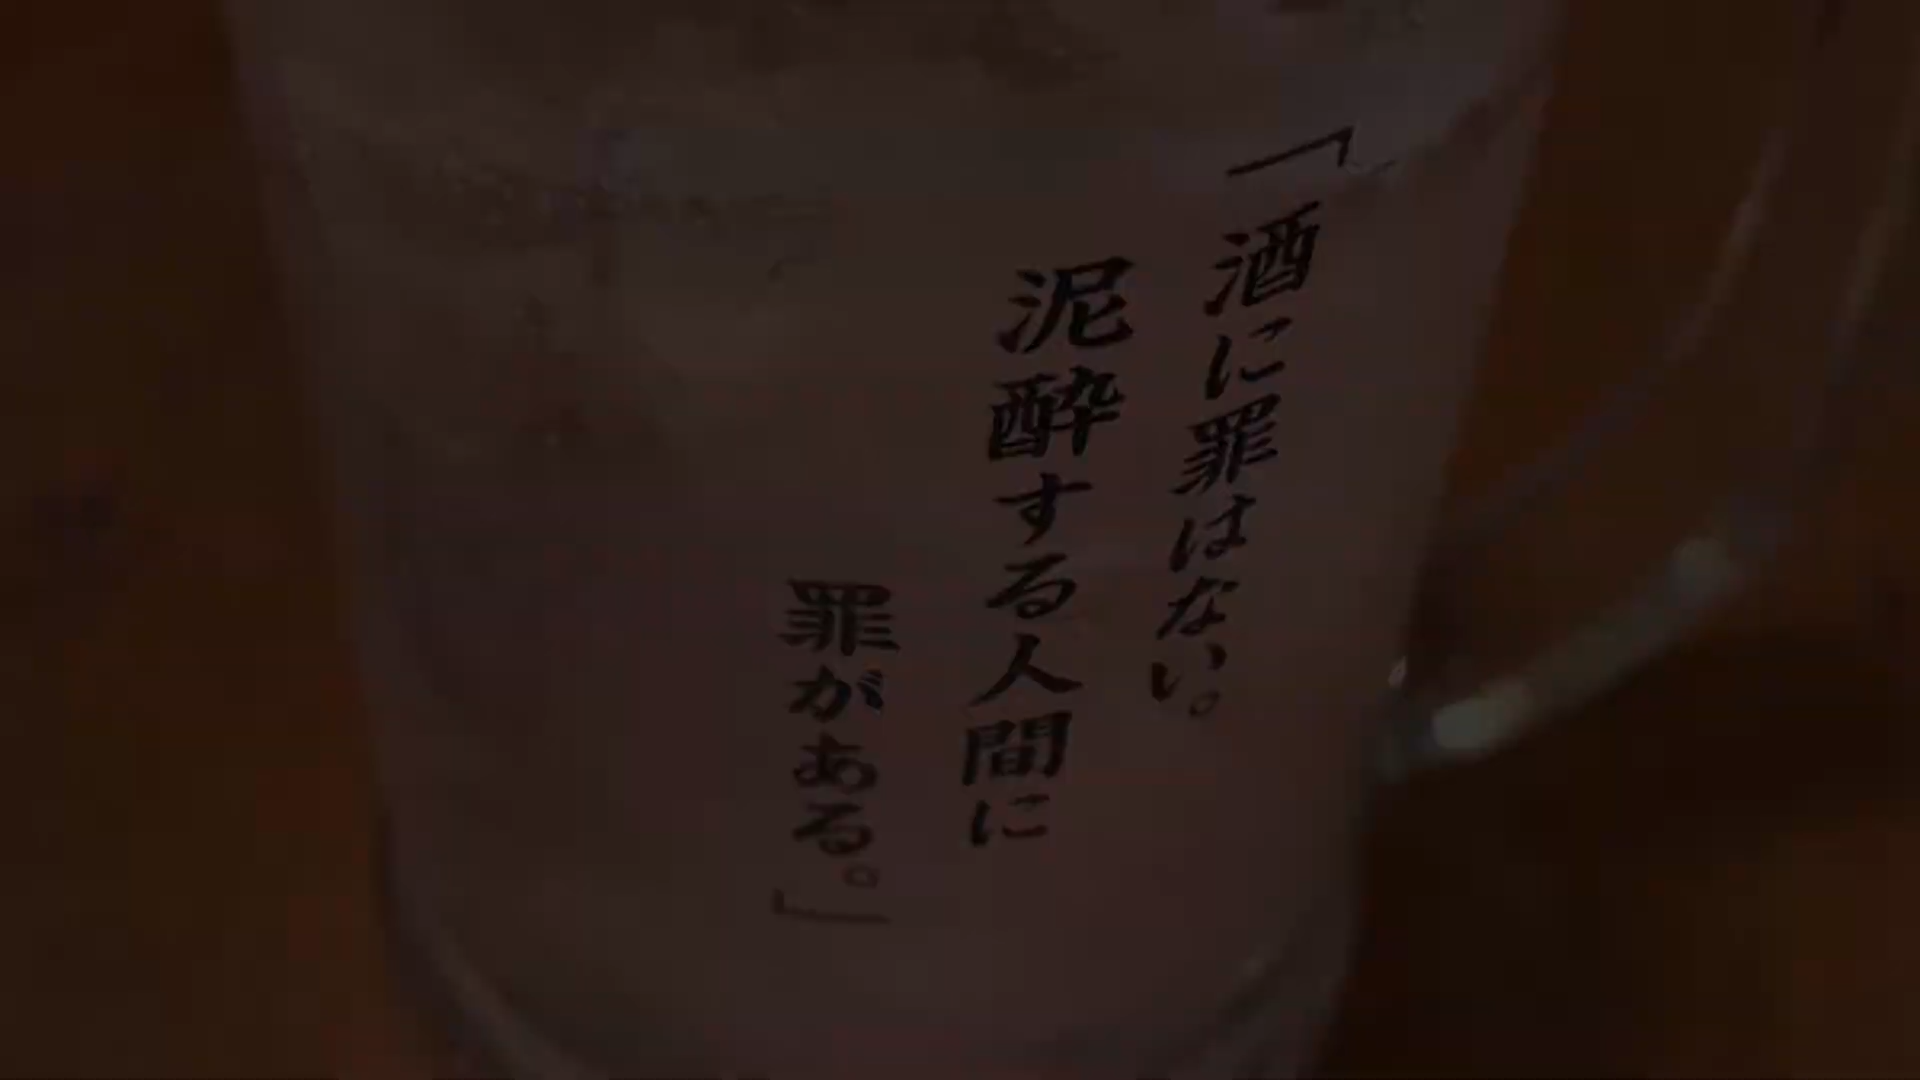 「酒に罪はない。
泥酔する人間に
罪がある。」